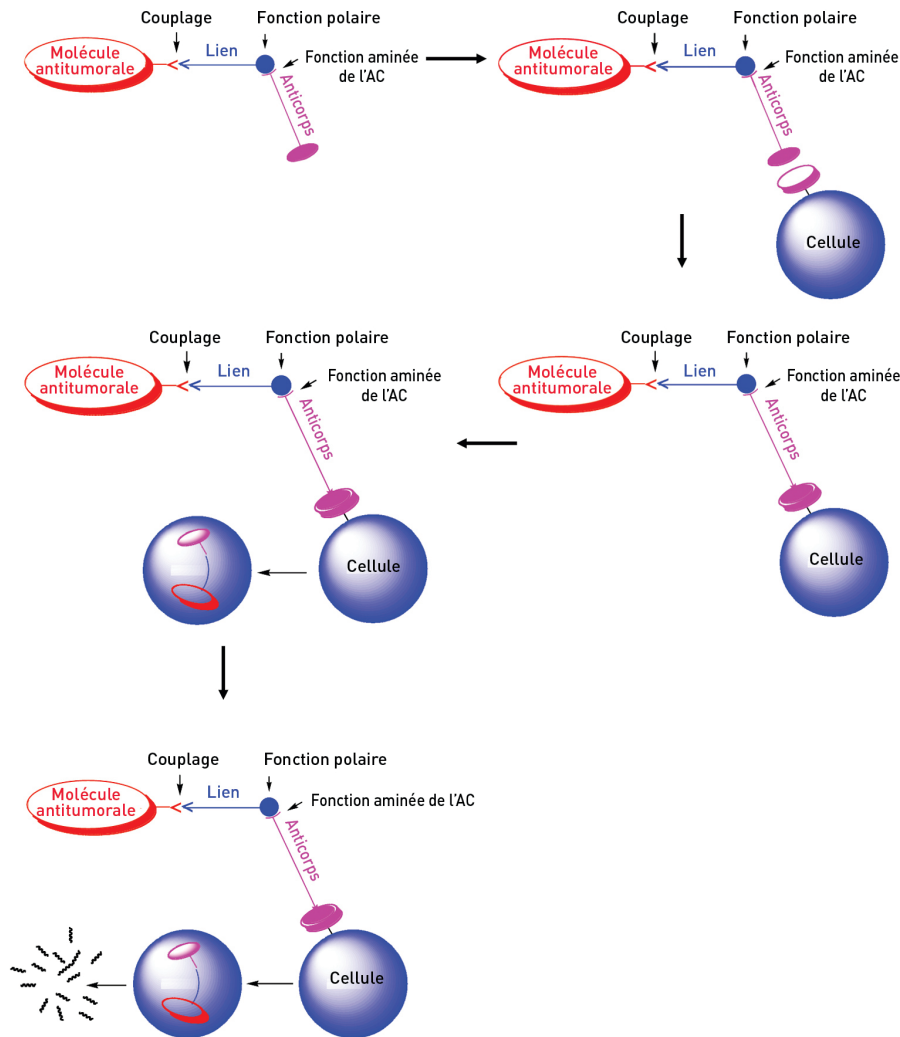 Couplage
Fonction polaire
Molécule
antitumorale
Lien
Fonction aminée
de l'AC
Anticorps
Couplage
Fonction polaire
Molécule
antitumorale
Lien
Fonction aminée
de l'AC
Anticorps
Cellule
Couplage
Fonction polaire
Molécule
antitumorale
Lien
Fonction aminée
de l'AC
Anticorps
Cellule
Couplage
Fonction polaire
Molécule
antitumorale
Lien
Fonction aminée
de l'AC
Anticorps
Cellule
Couplage
Fonction polaire
Molécule
antitumorale
Lien
Fonction aminée de l'AC
Anticorps
Cellule